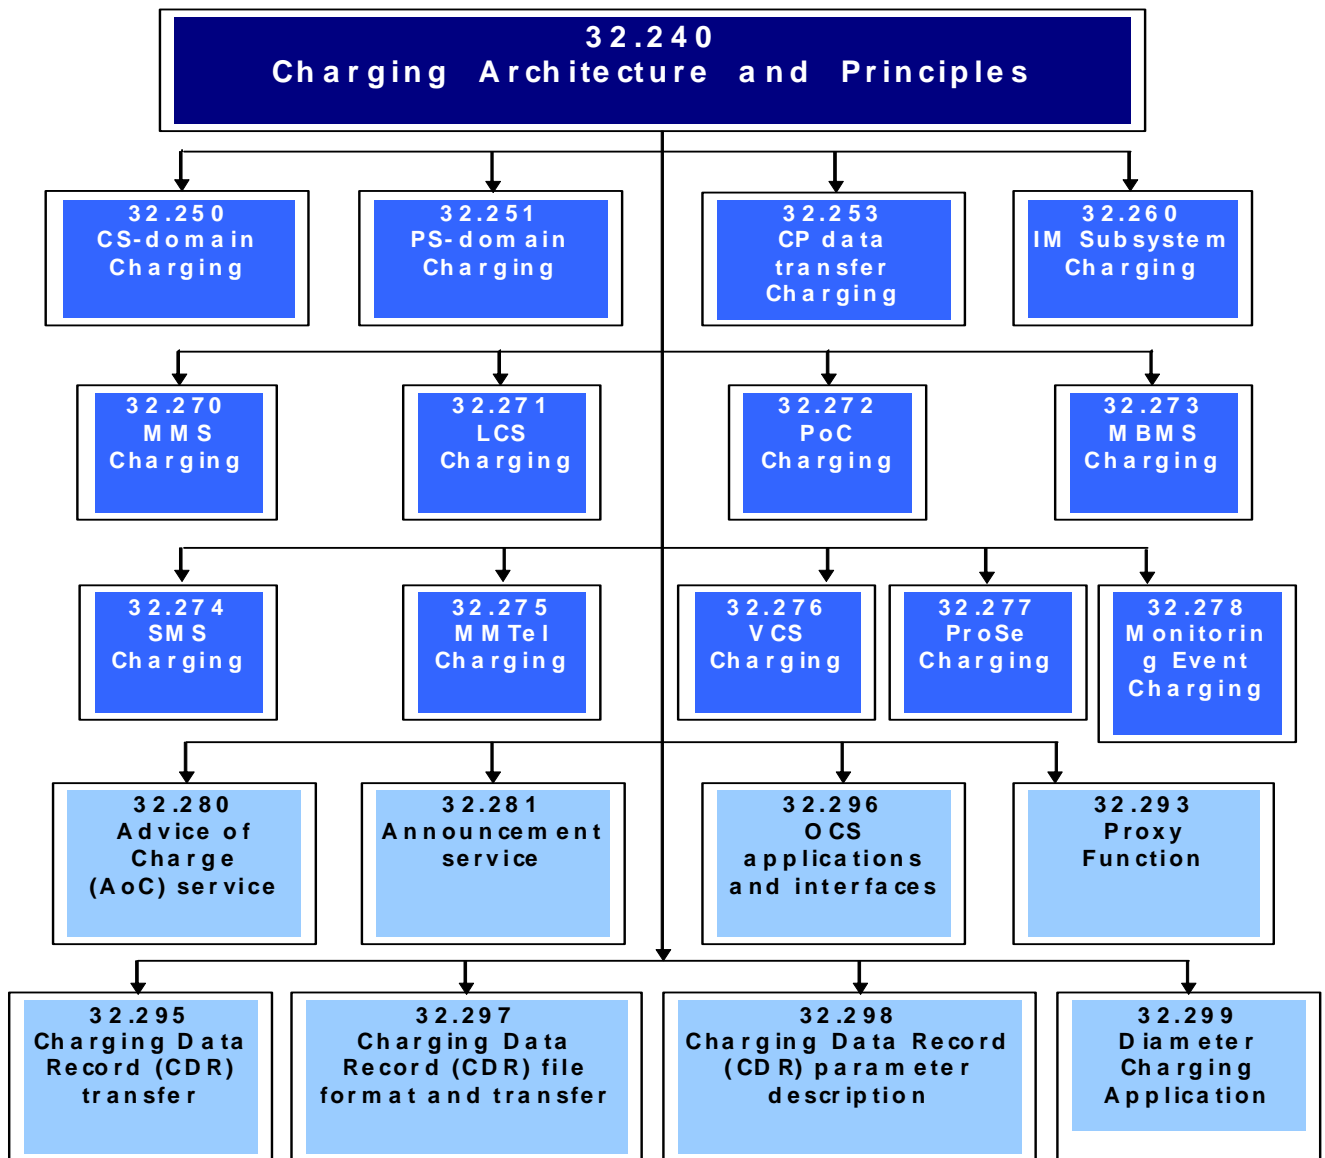 32.240
Charging Architecture and Principles
32.250
CS-domain
Charging
32.251
PS-domain
Charging
32.253
CP data
transfer
Charging
32.260
IM Subsystem
Charging
32.270
MMS
Charging
32.271
LCS
Charging
32.272
PoC
Charging
32.273
MBMS
Charging
32.274
SMS
Charging
32.275
MMTel
Charging
32.276
VCS
Charging
32.277
ProSe
Charging
32.278
Monitorin
g Event
Charging
32.280
Advice of
Charge
(AoC) service
32.281
Announcement
service
32.296
OCS
applications
and interfaces
32.293
Proxy
Function
32.295
Charging Data
Record (CDR)
transfer
32.297
Charging Data
Record (CDR) file
format and transfer
32.298
Charging Data Record
(CDR) parameter
description
32.299
Diameter
Charging
Application